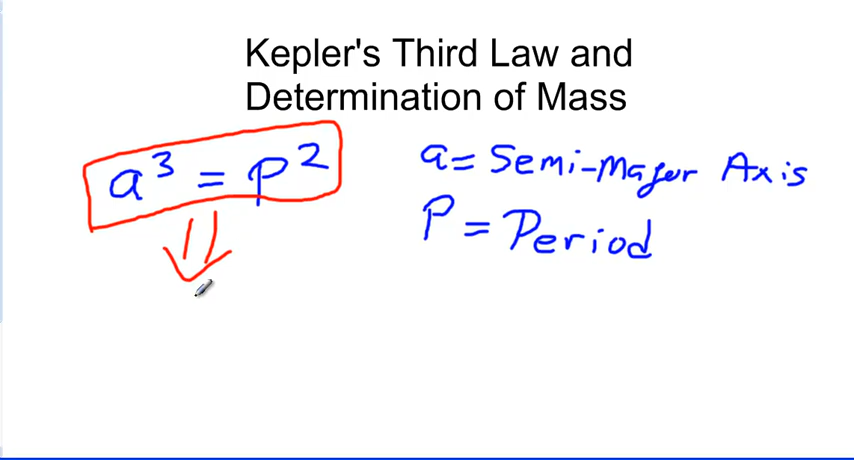 Kepler's Third Law and
Determination of Mass
a³ = p²
a = Semi-Major Axis
P = Period